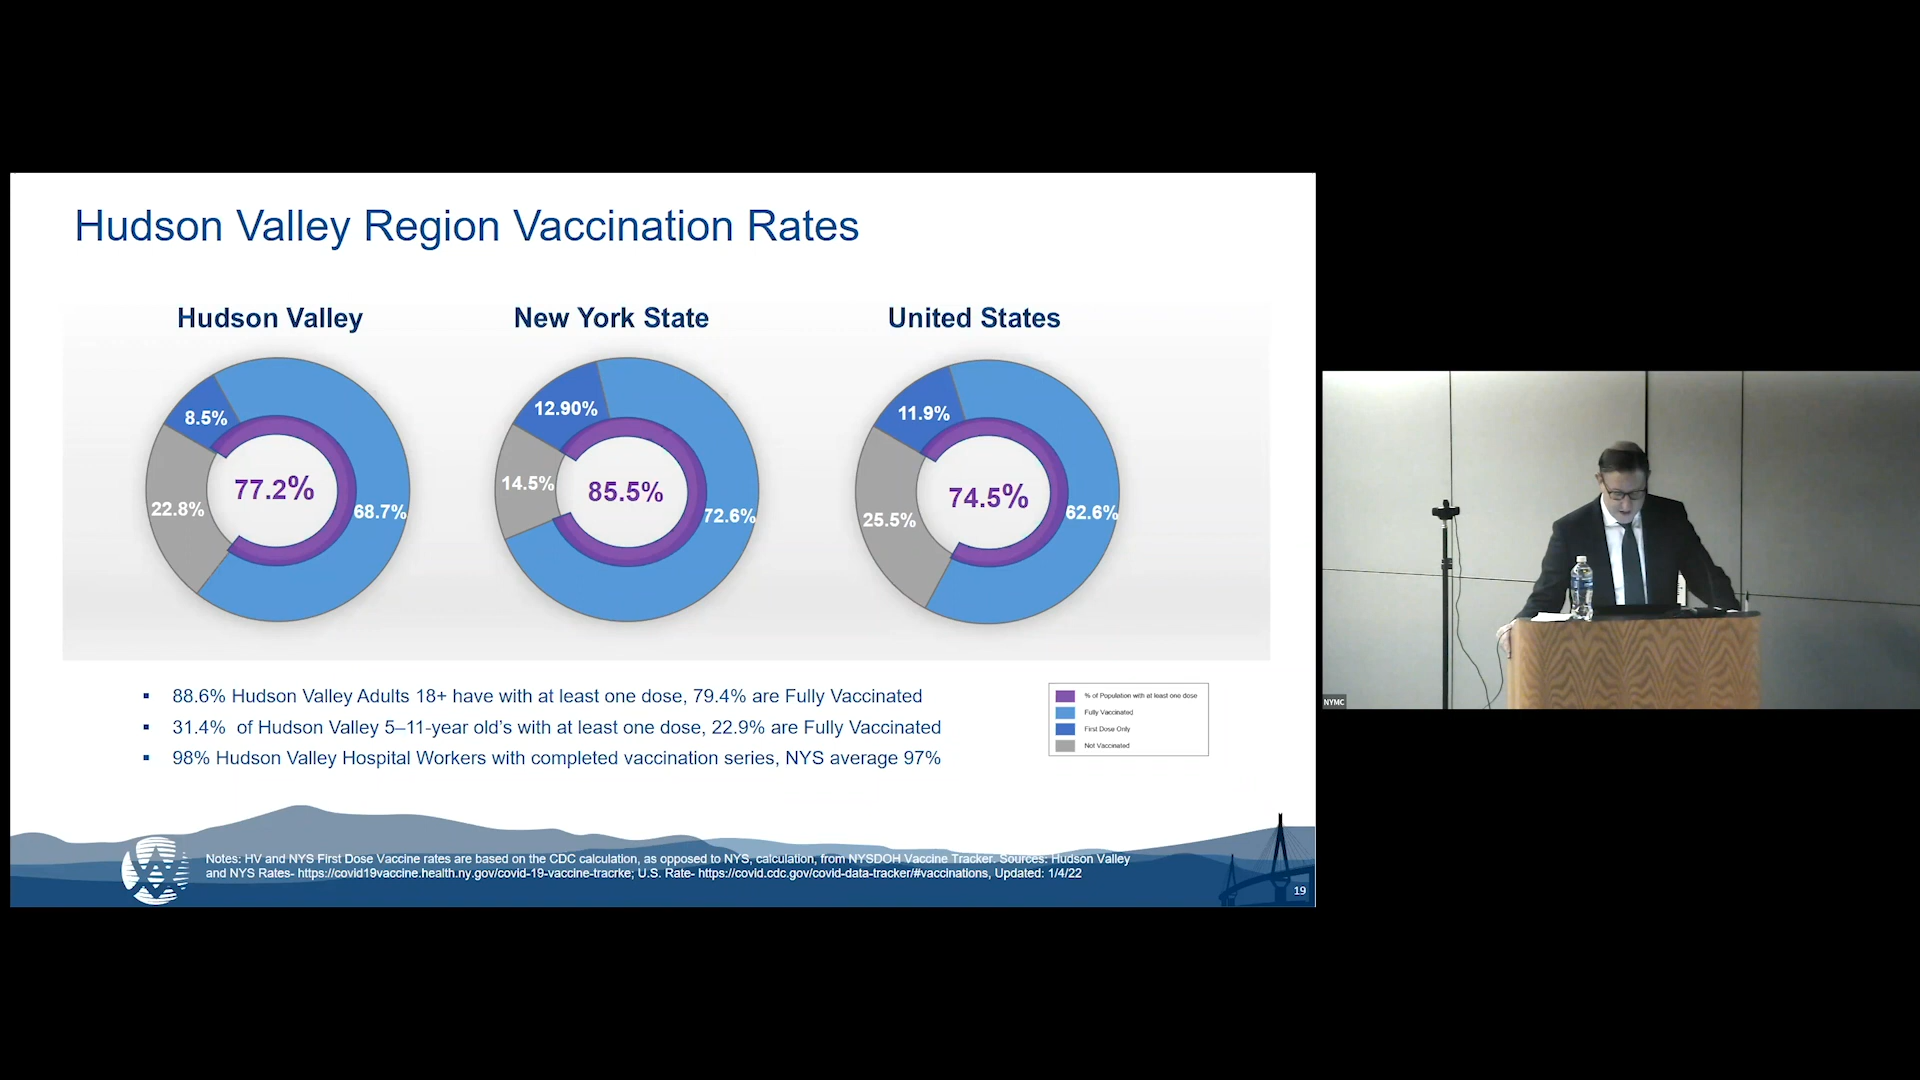 Hudson Valley Region Vaccination Rates
Hudson Valley
New York State
United States
8.5%
77.2%
22.8%
68.7%
12.90%
14.5%
85.5%
72.6%
11.9%
74.5%
25.5%
62.6%
88.6% Hudson Valley Adults 18+ have with at least one dose, 79.4% are Fully Vaccinated
31.4% of Hudson Valley 5–11-year old's with at least one dose, 22.9% are Fully Vaccinated
98% Hudson Valley Hospital Workers with completed vaccination series, NYS average 97%
% of Population with at least one dose
Fully Vaccinated
First Dose Only
Not Vaccinated
Notes: HV and NYS First Dose Vaccine rates are based on the CDC calculation, as opposed to NYS, calculation, from NYSDOH Vaccine Tracker. Sources: Hudson Valley
and NYS Rates- https://covid19vaccine.health.ny.gov/covid-19-vaccine-tracrke; U.S. Rate- https://covid.cdc.gov/covid-data-tracker/#vaccinations, Updated: 1/4/22
19
NYMC